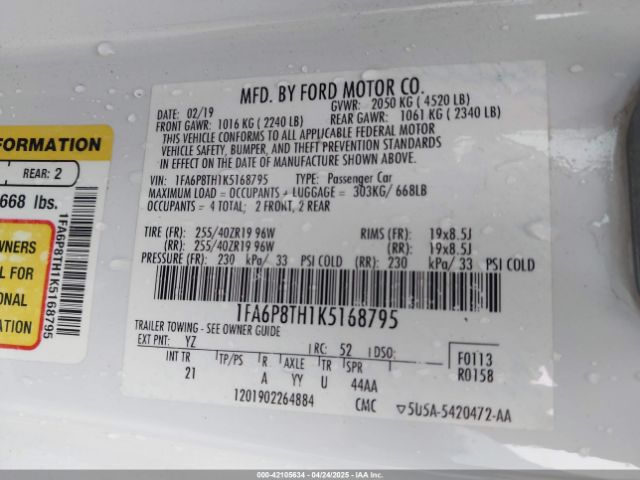 MFD. BY FORD MOTOR CO.
DATE: 02/19 GVWR: 2050 KG ( 4520 LB)
FRONT GAWR: 1016 KG ( 2240 LB) REAR GAWR: 1061 KG ( 2340 LB)
THIS VEHICLE CONFORMS TO ALL APPLICABLE FEDERAL MOTOR
VEHICLE SAFETY, BUMPER, AND THEFT PREVENTION STANDARDS
IN EFFECT ON THE DATE OF MANUFACTURE SHOWN ABOVE.
VIN: 1FA6P8TH1K5168795 TYPE: Passenger Car
MAXIMUM LOAD = OCCUPANTS + LUGGAGE = 303KG/ 668LB
OCCUPANTS = 4 TOTAL; 2 FRONT, 2 REAR
TIRE (FR): 255/40ZR19 96W RIMS (FR): 19x8.5J
(RR): 255/40ZR19 96W (RR): 19x8.5J
PRESSURE (FR): 230 kPa/ 33 PSI COLD (RR): 230 kPa/ 33 PSI COLD
1FA6P8TH1K5168795
TRAILER TOWING - SEE OWNER GUIDE
EXT PNT: YZ RC: 52 DSO: F0113
INT TR TP/PS R AXLE TR SPR R0158
21 A YY U 44AA
1201902264884 CMC ▽5USA-5420472-AA
FORMATION
REAR: 2
668 lbs.
WNERS
L FOR
ONAL
1FA6P8TH1K5168795
000-42105634 - 04/24/2025 - IAAI.COM